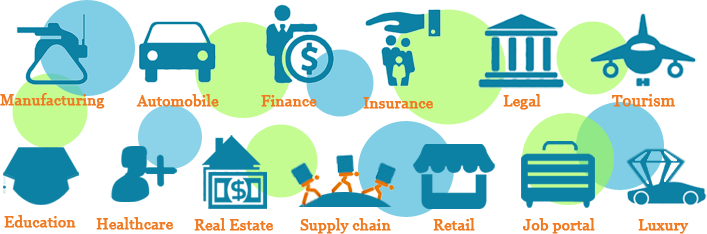 Manufacturing
Automobile
Finance
Insurance
Legal
Tourism
Education
Healthcare
Real Estate
Supply chain
Retail
Job portal
Luxury
$
$